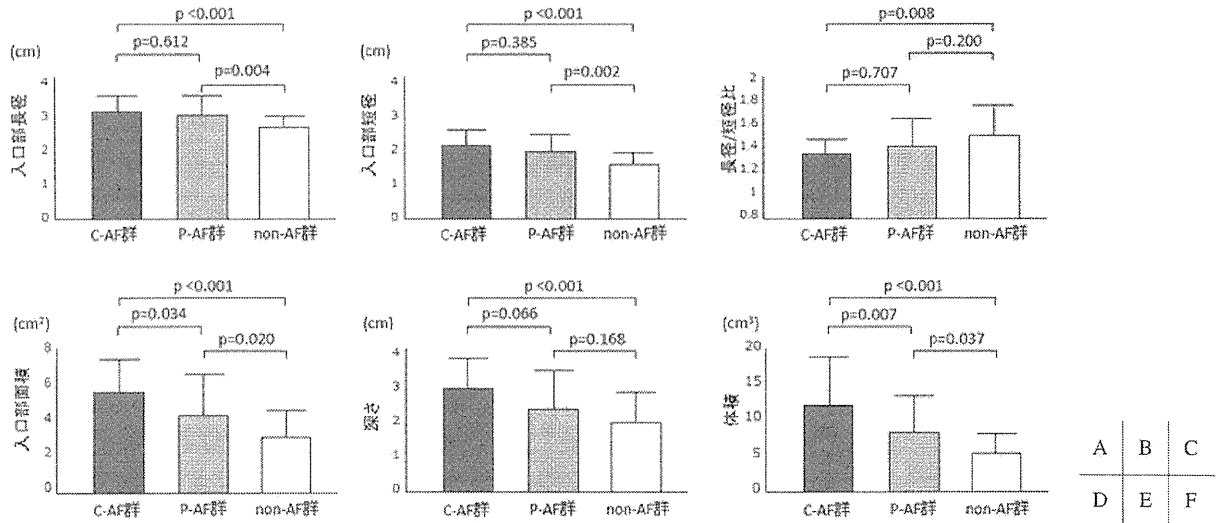 p <0.001
p=0.612
p=0.004
(cm)
入口部長径
4
3
2
1
0
C-AF群
P-AF群
non-AF群
p <0.001
p=0.385
p=0.002
(cm)
入口部短径
4
3
2
1
0
C-AF群
P-AF群
non-AF群
p=0.008
p=0.200
p=0.707
長径/短径比
2
1.8
1.6
1.4
1.2
1
0.8
C-AF群
P-AF群
non-AF群
p <0.001
p=0.034
p=0.020
(cm²)
入口部面積
8
6
4
2
0
C-AF群
P-AF群
non-AF群
p <0.001
p=0.066
p=0.168
(cm)
深さ
4
3
2
1
0
C-AF群
P-AF群
non-AF群
p <0.001
p=0.007
p=0.037
(cm³)
体積
20
15
10
5
0
C-AF群
P-AF群
non-AF群
A B C
D E F